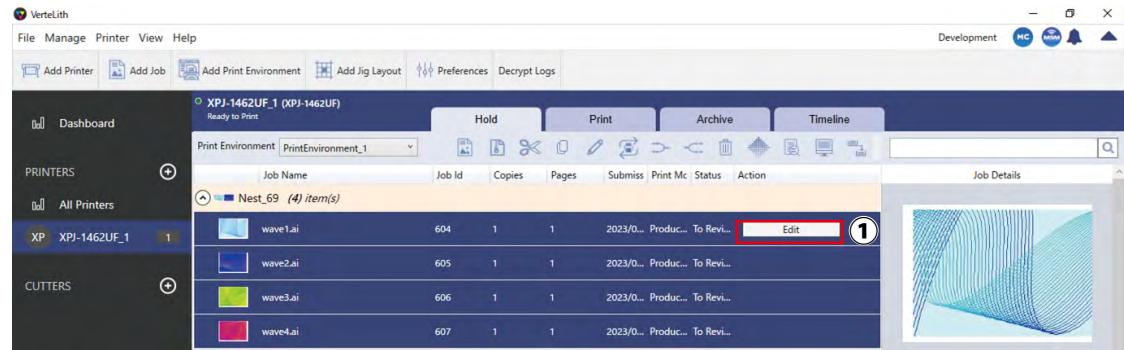 VerteLith
File Manage Printer View Help
Development MC MSM
Add Printer Add Job Add Print Environment Add Jig Layout Preferences Decrypt Logs
Dashboard
XPJ-1462UF_1 (XPJ-1462UF)
Ready to Print
Hold Print Archive Timeline
Print Environment PrintEnvironment_1
PRINTERS
Job Name Job Id Copies Pages Submiss Print Mc Status Action Job Details
All Printers
Nest_69 (4) item(s)
XP XPJ-1462UF_1 1
wave1.ai 604 1 1 2023/0... Produc... To Revi... Edit 1
wave2.ai 605 1 1 2023/0... Produc... To Revi...
CUTTERS
wave3.ai 606 1 1 2023/0... Produc... To Revi...
wave4.ai 607 1 1 2023/0... Produc... To Revi...